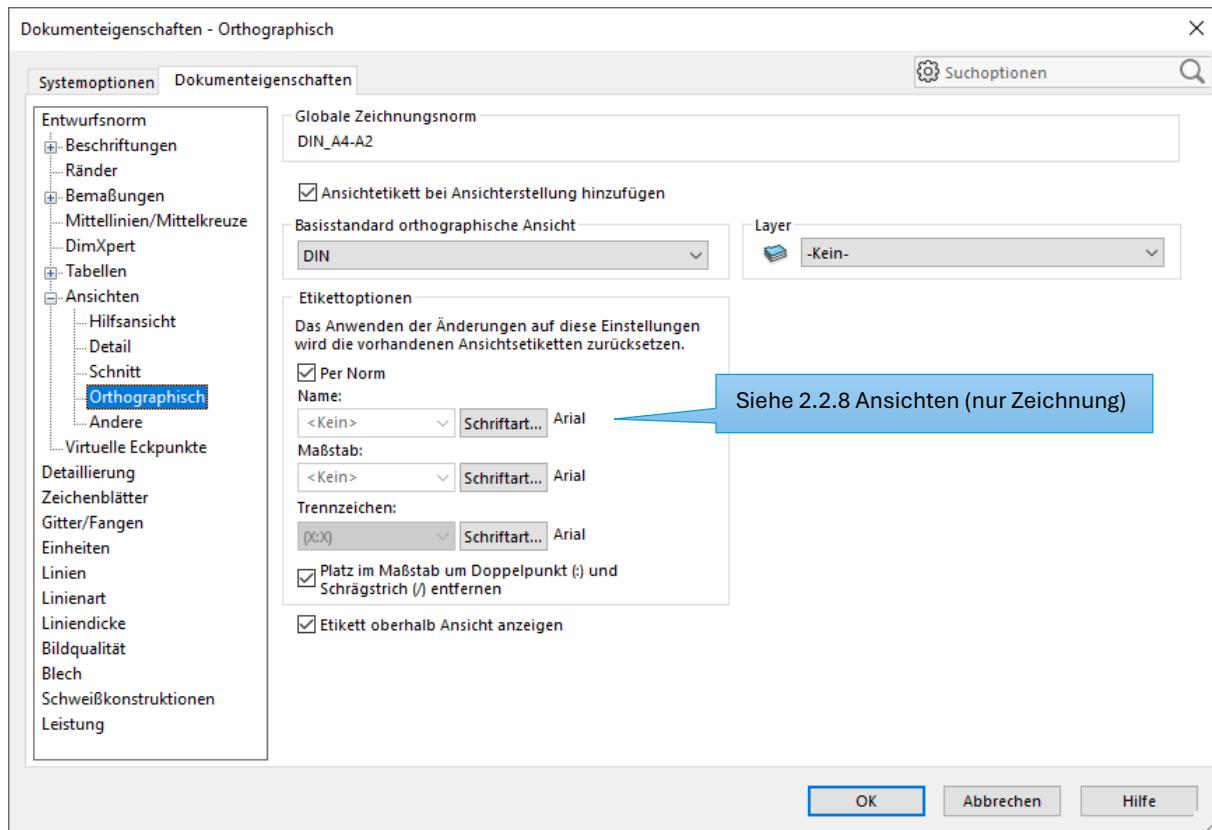 Dokumenteigenschaften - Orthographisch
Systemoptionen
Dokumenteigenschaften
Suchoptionen
Entwurfsnorm
Beschriftungen
Ränder
Bemaßungen
Mittellinien/Mittelkreuze
DimXpert
Tabellen
Ansichten
Hilfsansicht
Detail
Schnitt
Orthographisch
Andere
Virtuelle Eckpunkte
Detaillierung
Zeichenblätter
Gitter/Fangen
Einheiten
Linien
Linienart
Liniendicke
Bildqualität
Blech
Schweißkonstruktionen
Leistung
Globale Zeichnungsnorm
DIN_A4-A2
Ansichtetikett bei Ansichterstellung hinzufügen
Basisstandard orthographische Ansicht
DIN
Layer
-Kein-
Etikettoptionen
Das Anwenden der Änderungen auf diese Einstellungen
wird die vorhandenen Ansichtsetiketten zurücksetzen.
Per Norm
Name:
<Kein> Schriftart... Arial
Maßstab:
<Kein> Schriftart... Arial
Trennzeichen:
(X:X) Schriftart... Arial
Platz im Maßstab um Doppelpunkt (:) und
Schrägstrich (/) entfernen
Etikett oberhalb Ansicht anzeigen
Siehe 2.2.8 Ansichten (nur Zeichnung)
OK Abbrechen Hilfe